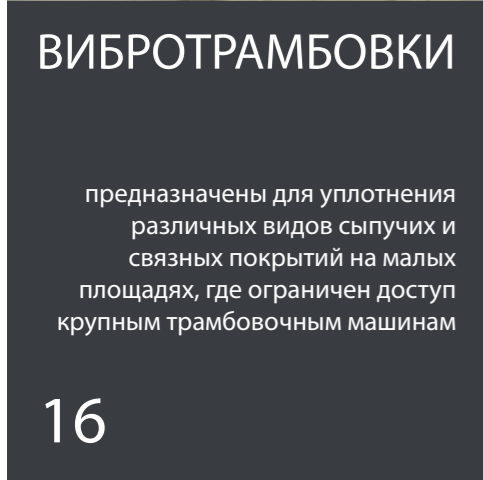 ВИБРОТРАМБОВКИ
предназначены для уплотнения
различных видов сыпучих и
связных покрытий на малых
площадях, где ограничен доступ
крупным трамбовочным машинам
16